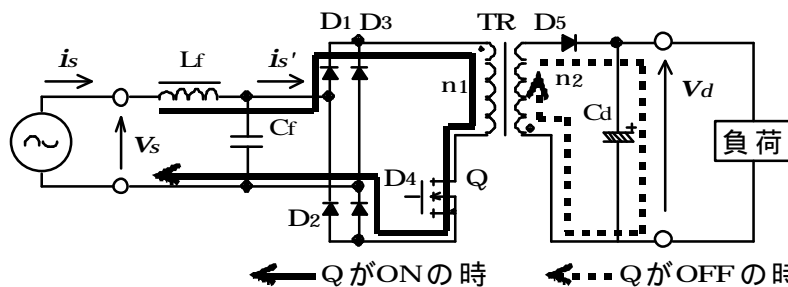 D1 D3 TR D5
is Lf is'
n1 n2
Cf Cd + Vd
Vs 負荷
D4 Q
D2
QがONの時 QがOFFの時